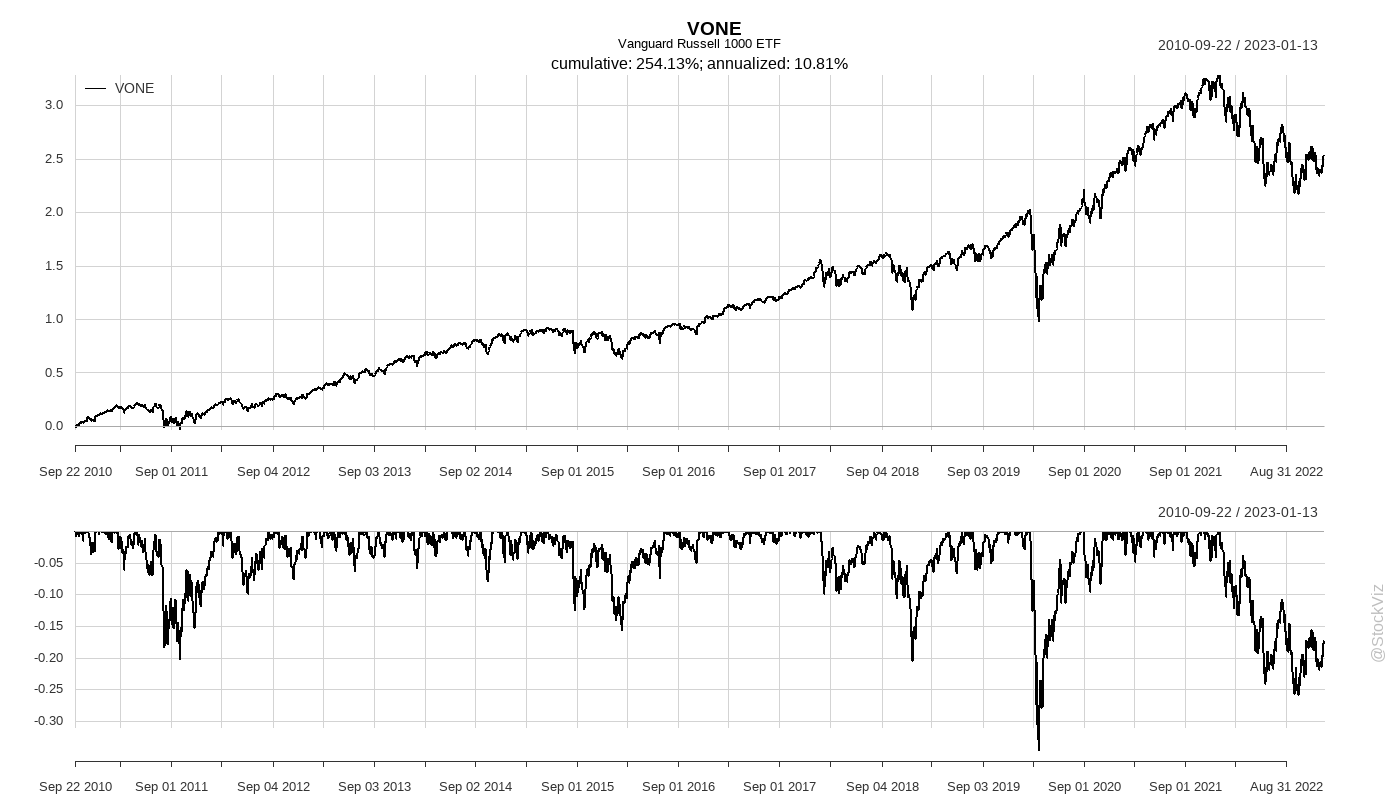 VONE
Vanguard Russell 1000 ETF
2010-09-22 / 2023-01-13
cumulative: 254.13%; annualized: 10.81%
VONE
3.0
2.5
2.0
1.5
1.0
0.5
0.0
Sep 22 2010 Sep 01 2011 Sep 04 2012 Sep 03 2013 Sep 02 2014 Sep 01 2015 Sep 01 2016 Sep 01 2017 Sep 04 2018 Sep 03 2019 Sep 01 2020 Sep 01 2021 Aug 31 2022
2010-09-22 / 2023-01-13
-0.05
-0.10
-0.15
-0.20
-0.25
-0.30
Sep 22 2010 Sep 01 2011 Sep 04 2012 Sep 03 2013 Sep 02 2014 Sep 01 2015 Sep 01 2016 Sep 01 2017 Sep 04 2018 Sep 03 2019 Sep 01 2020 Sep 01 2021 Aug 31 2022
@StockViz